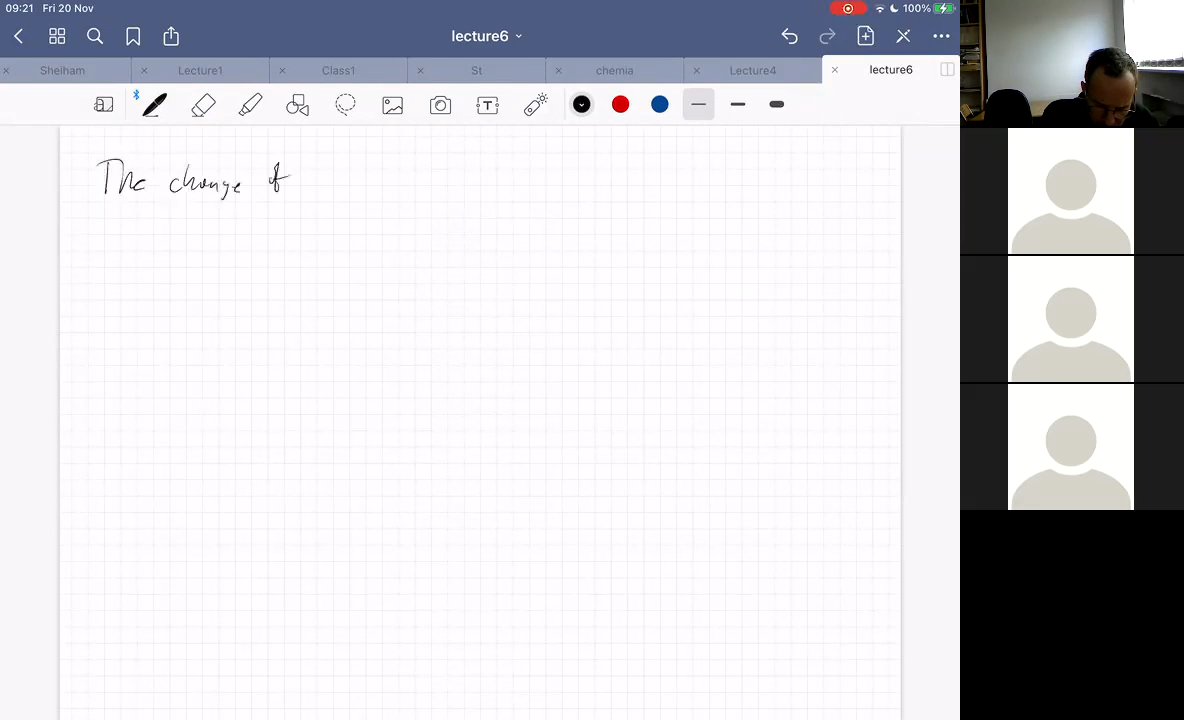 09:21 Fri 20 Nov
100%
lecture6
Sheiham
Lecture1
Class1
St
chemia
Lecture4
lecture6
T
The change of